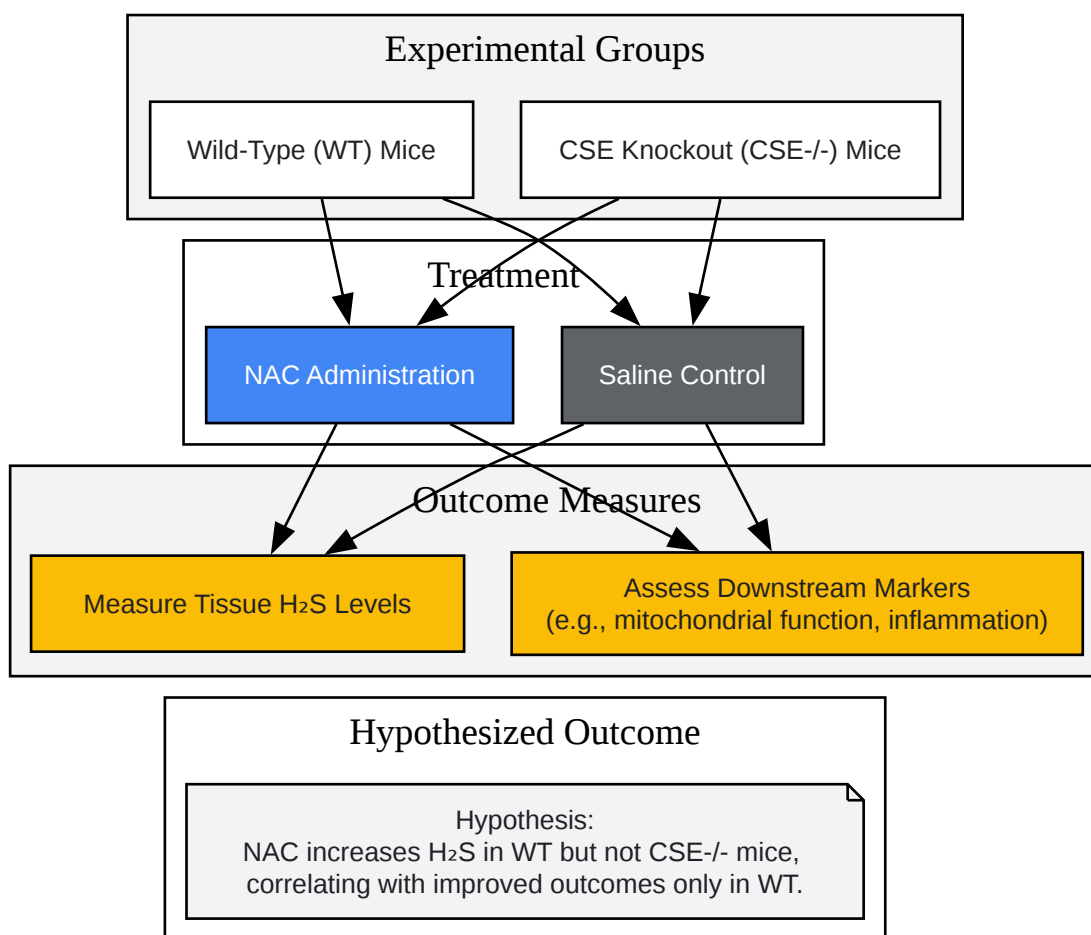 Experimental Groups
Wild-Type (WT) Mice
CSE Knockout (CSE-/-) Mice
Treatment
NAC Administration
Saline Control
Outcome Measures
Measure Tissue H₂S Levels
Assess Downstream Markers
(e.g., mitochondrial function, inflammation)
Hypothesized Outcome
Hypothesis:
NAC increases H₂S in WT but not CSE-/- mice,
correlating with improved outcomes only in WT.